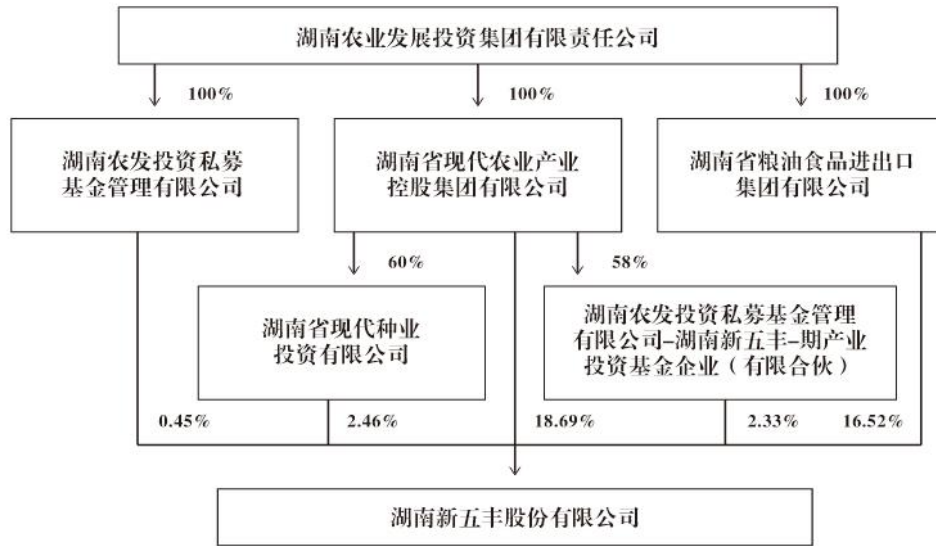 湖南农业发展投资集团有限责任公司
100%
100%
100%
湖南农发投资私募
基金管理有限公司
湖南省现代农业产业
控股集团有限公司
湖南省粮油食品进出口
集团有限公司
60%
58%
湖南省现代种业
投资有限公司
湖南农发投资私募基金管理
有限公司-湖南新五丰-期产业
投资基金企业（有限合伙）
0.45%
2.46%
18.69%
2.33%
16.52%
湖南新五丰股份有限公司